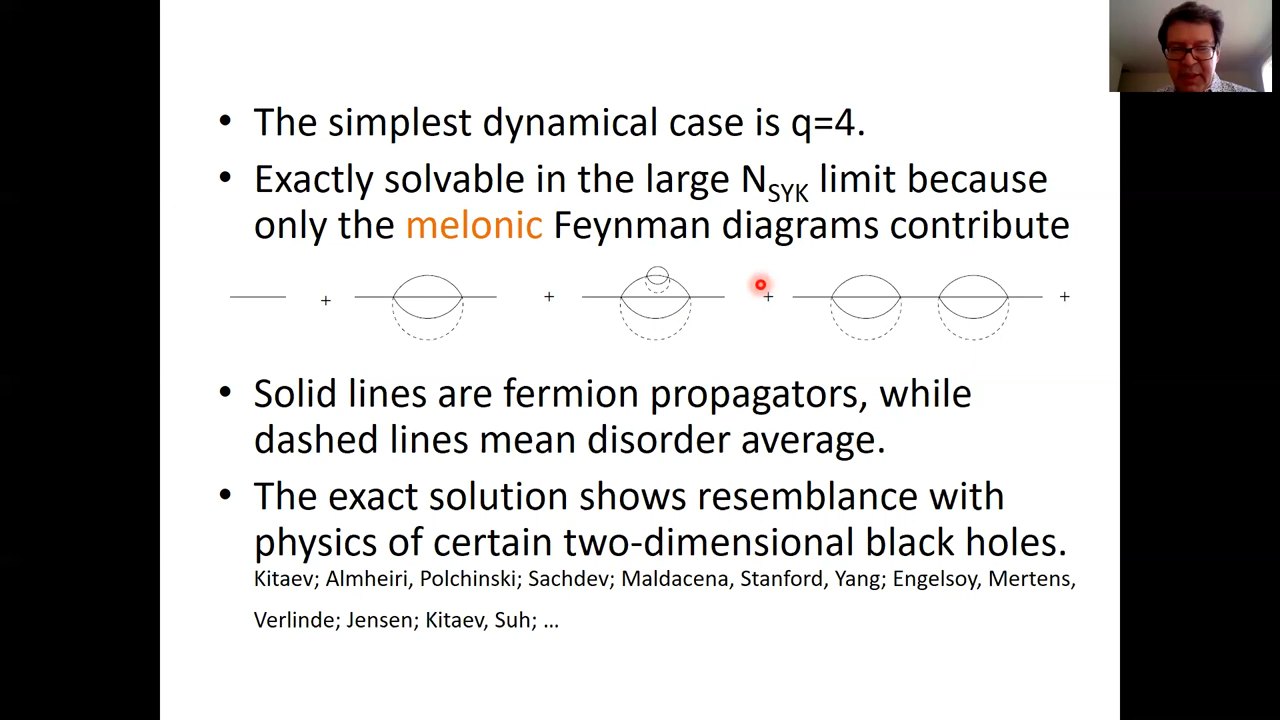 • The simplest dynamical case is q=4.
• Exactly solvable in the large N_SYK limit because
only the melonic Feynman diagrams contribute
+ + + +
• Solid lines are fermion propagators, while
dashed lines mean disorder average.
• The exact solution shows resemblance with
physics of certain two-dimensional black holes.
Kitaev; Almheiri, Polchinski; Sachdev; Maldacena, Stanford, Yang; Engelsoy, Mertens,
Verlinde; Jensen; Kitaev, Suh; …